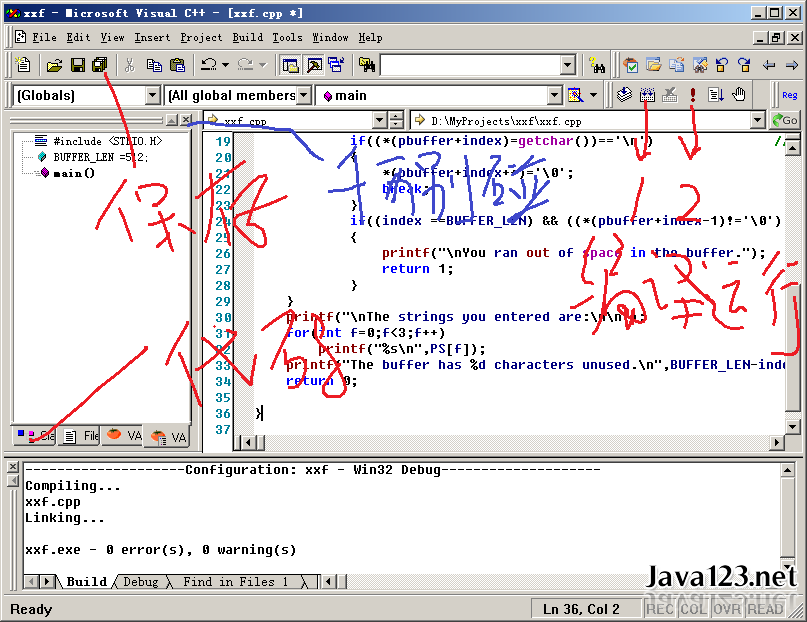 xxf - Microsoft Visual C++ - [xxf.cpp *]
File Edit View Insert Project Build Tools Window Help
(Globals) (All global members main
Reg
xxf.cpp D:\MyProjects\xxf\xxf.cpp Go
#include <STDIO.H>
BUFFER_LEN =512;
main()
19 if((*(pbuffer+index)=getchar())=='\n') //
20 {
21 *(pbuffer+index++)='\0';
22 break;
23 }
24 if((index ==BUFFER_LEN) && ((*(pbuffer+index-1)!='\0')
25 {
26 printf("\nYou ran out of space in the buffer.");
27 return 1;
28 }
29 }
30 printf("\nThe strings you entered are:\n\n");
31 for(int f=0;f<3;f++)
32 printf("%s\n",PS[f]);
33 printf("The buffer has %d characters unused.\n",BUFFER_LEN-inde
34 return 0;
35
36 }
37
保存
1 2
编译 运行
代码
Cla File VA VA
--------------------Configuration: xxf - Win32 Debug--------------------
Compiling...
xxf.cpp
Linking...
xxf.exe - 0 error(s), 0 warning(s)
Build Debug Find in Files 1
Java123.net
Ready Ln 36, Col 2 REC COL OVR READ